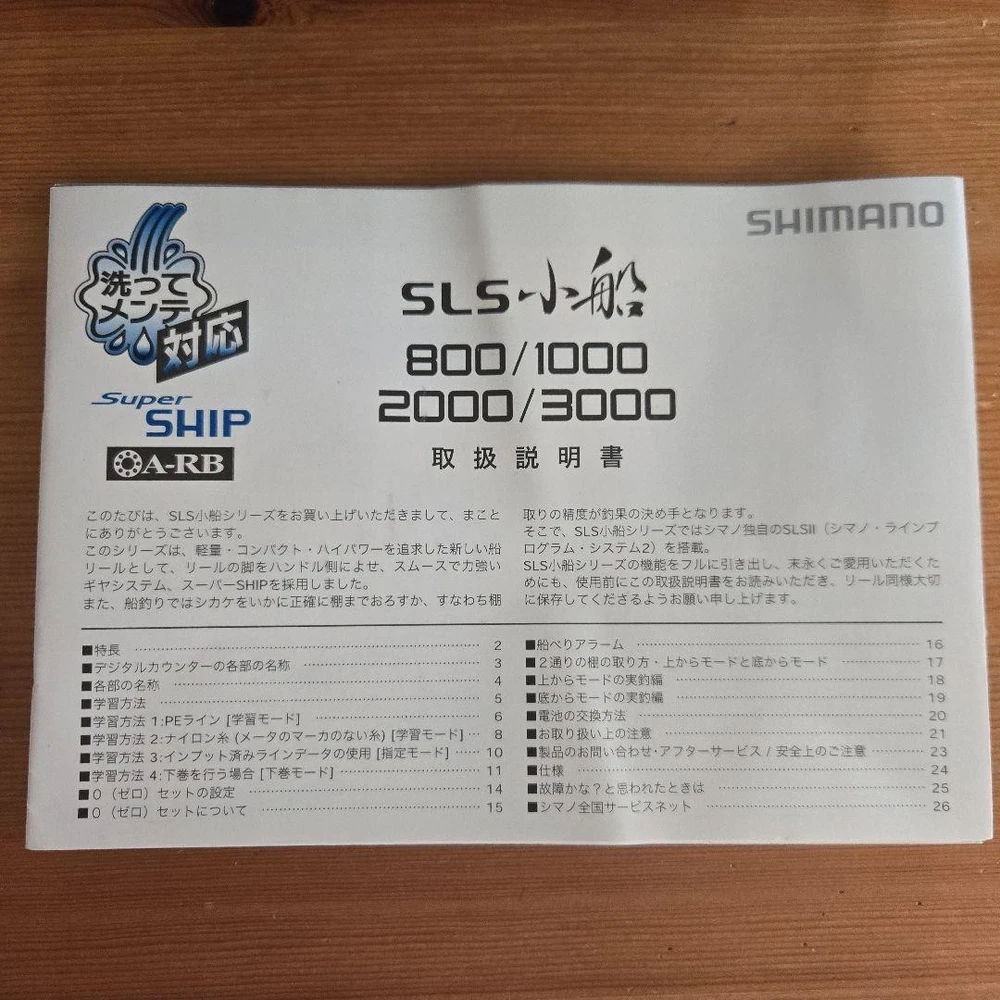 洗って
メンテ
対応
Super
SHIP
A-RB
SHIMANO
SLS小船
800/1000
2000/3000
取扱説明書
このたびは、SLS小船シリーズをお買い上げいただきまして、まこと
にありがとうございます。
このシリーズは、軽量・コンパクト・ハイパワーを追求した新しい船
リールとして、リールの脚をハンドル側によせ、スムースで力強い
ギヤシステム、スーパーSHIPを採用しました。
また、船釣りではシカケをいかに正確に棚までおろすか、すなわち棚
取りの精度が釣果の決め手となります。
そこで、SLS小船シリーズではシマノ独自のSLSII（シマノ・ラインプ
ログラム・システム2）を搭載。
SLS小船シリーズの機能をフルに引き出し、末永くご愛用いただくた
めにも、使用前にこの取扱説明書をお読みいただき、リール同様大切
に保存してくださるようお願い申し上げます。
■特長 2
■デジタルカウンターの各部の名称 3
■各部の名称 4
■学習方法 5
■学習方法 1:PEライン [学習モード] 6
■学習方法 2:ナイロン糸 (メータのマーカのない糸) [学習モード] 8
■学習方法 3:インプット済みラインデータの使用 [指定モード] 10
■学習方法 4:下巻を行う場合 [下巻モード] 11
■0（ゼロ）セットの設定 14
■0（ゼロ）セットについて 15
■船べりアラーム 16
■2通りの棚の取り方・上からモードと底からモード 17
■上からモードの実釣編 18
■底からモードの実釣編 19
■電池の交換方法 20
■お取り扱い上の注意 21
■製品のお問い合わせ・アフターサービス / 安全上のご注意 23
■仕様 24
■故障かな？と思われたときは 25
■シマノ全国サービスネット 26